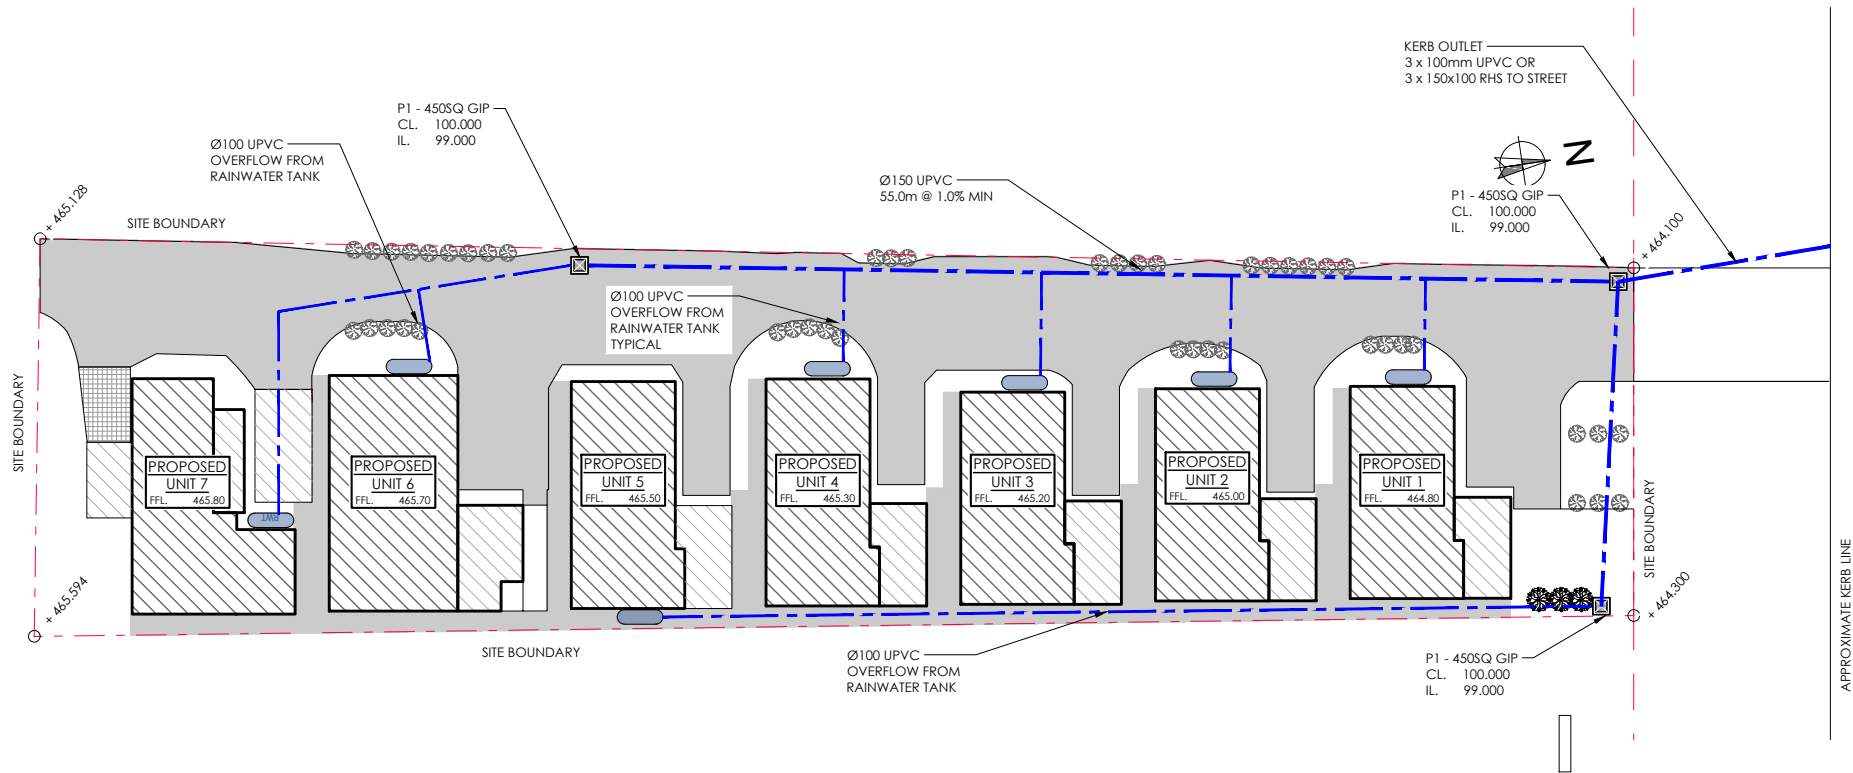 KERB OUTLET
3 x 100mm UPVC OR
3 x 150x100 RHS TO STREET
P1 - 450SQ GIP
CL. 100.000
IL. 99.000
Ø100 UPVC
OVERFLOW FROM
RAINWATER TANK
N
Ø150 UPVC
55.0m @ 1.0% MIN
P1 - 450SQ GIP
CL. 100.000
IL. 99.000
+ 465.128
SITE BOUNDARY
+ 464.100
Ø100 UPVC
OVERFLOW FROM
RAINWATER TANK
TYPICAL
SITE BOUNDARY
PROPOSED
UNIT 7
FFL. 465.80
PROPOSED
UNIT 6
FFL. 465.70
PROPOSED
UNIT 5
FFL. 465.50
PROPOSED
UNIT 4
FFL. 465.30
PROPOSED
UNIT 3
FFL. 465.20
PROPOSED
UNIT 2
FFL. 465.00
PROPOSED
UNIT 1
FFL. 464.80
RWT
SITE BOUNDARY
+ 465.594
+ 464.300
APPROXIMATE KERB LINE
SITE BOUNDARY
Ø100 UPVC
OVERFLOW FROM
RAINWATER TANK
P1 - 450SQ GIP
CL. 100.000
IL. 99.000